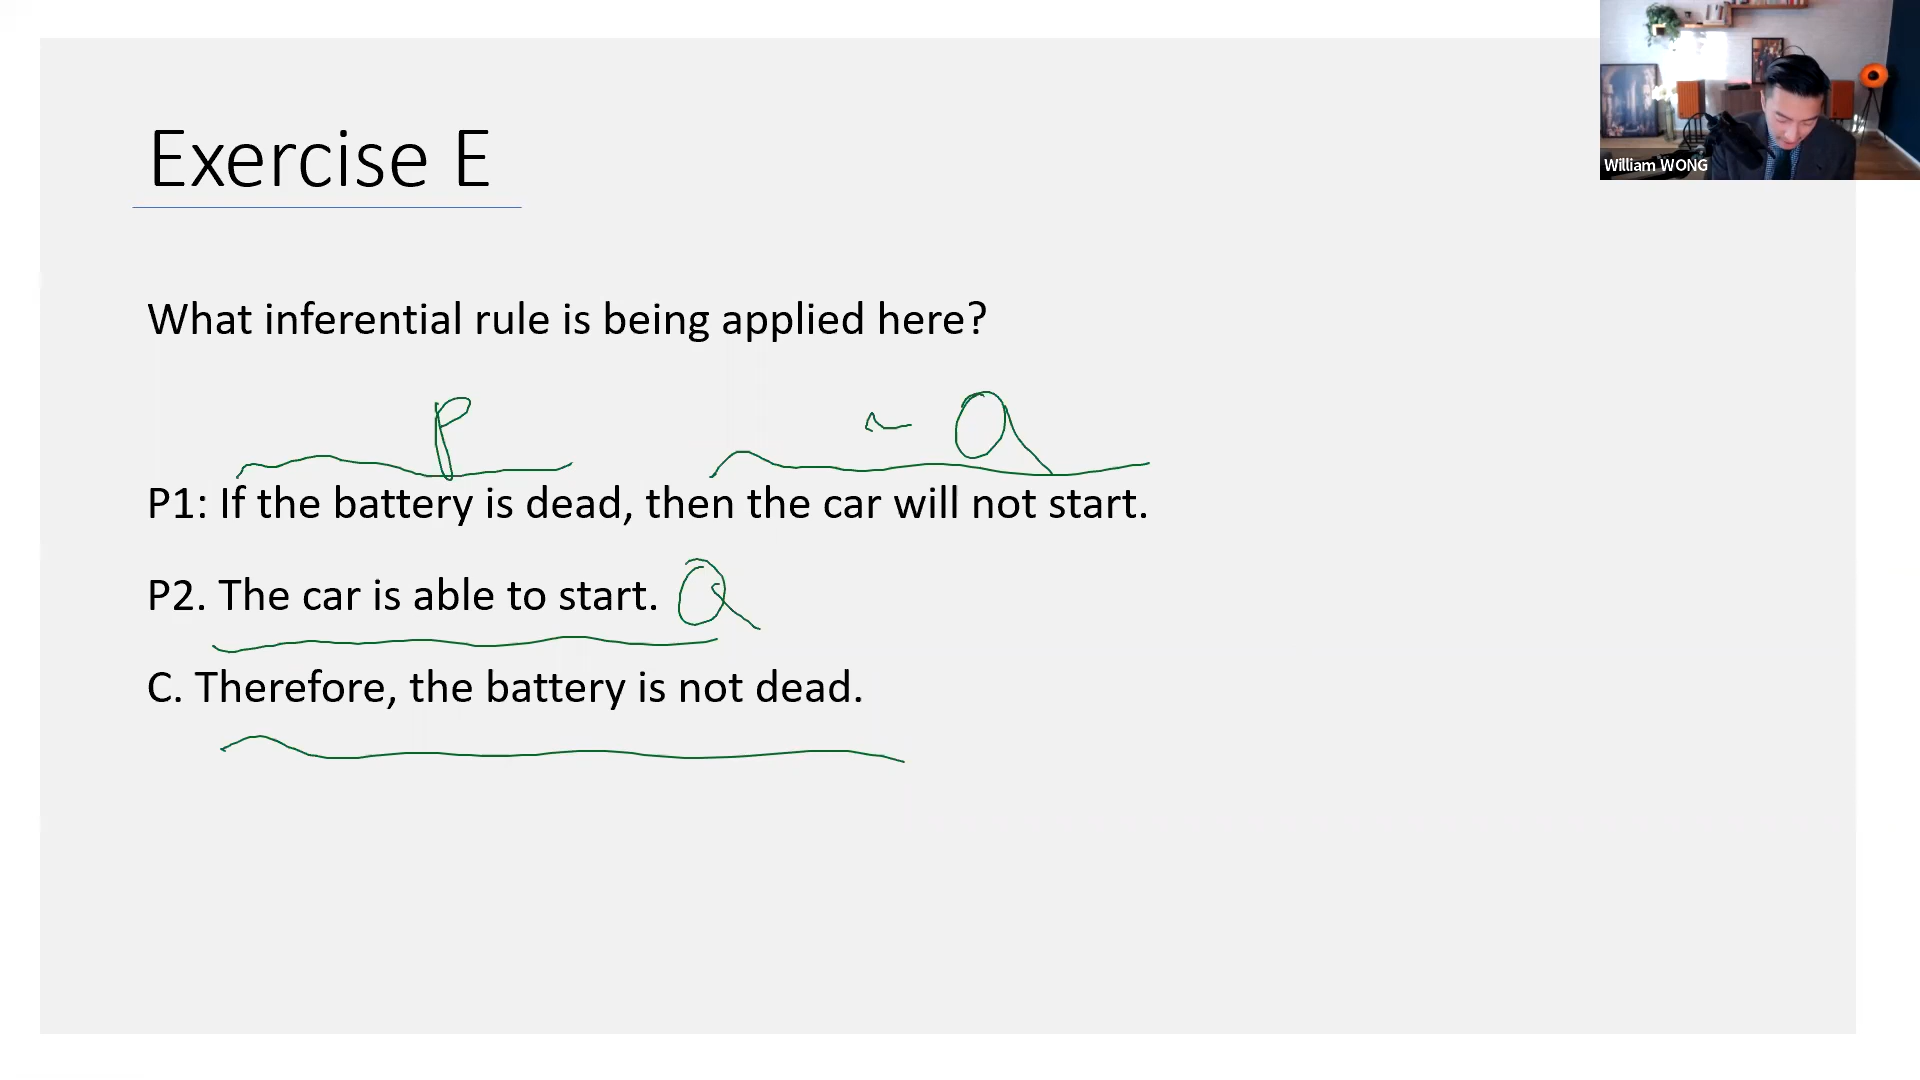 William WONG
Exercise E
What inferential rule is being applied here?
P ~ Q
P1: If the battery is dead, then the car will not start.
P2. The car is able to start. Q
C. Therefore, the battery is not dead.